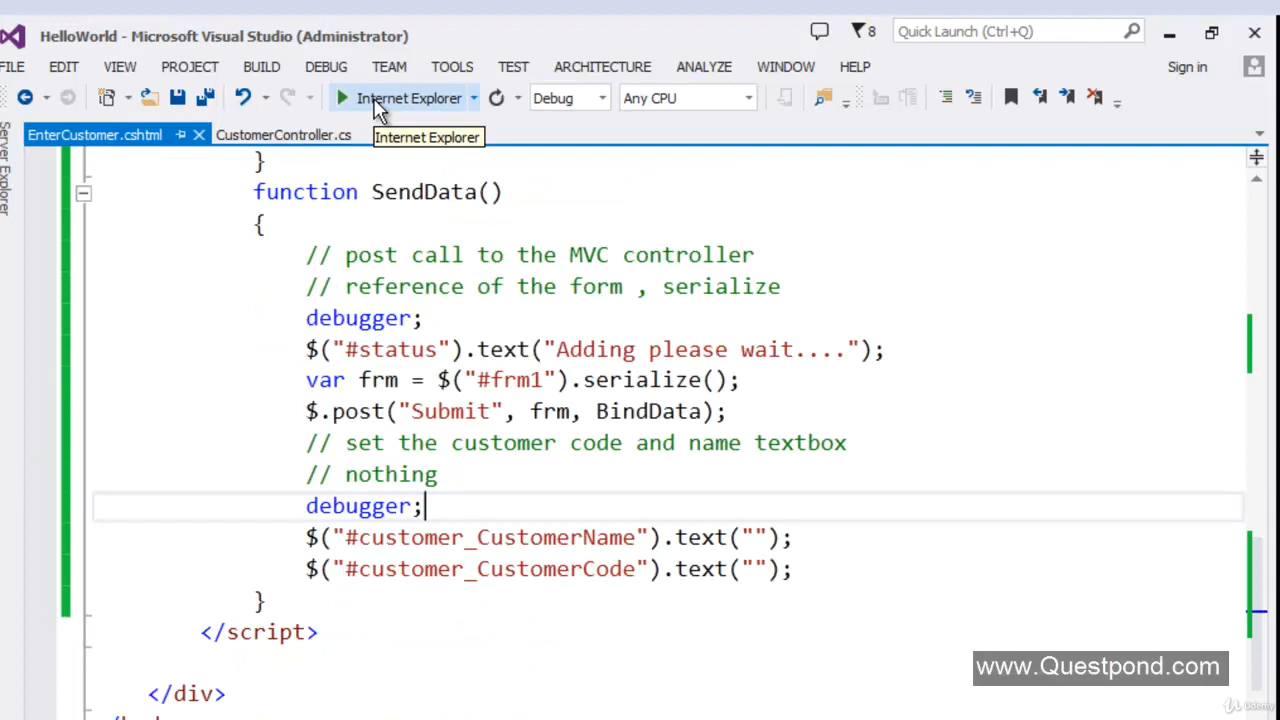 HelloWorld - Microsoft Visual Studio (Administrator)
8
Quick Launch (Ctrl+Q)
FILE EDIT VIEW PROJECT BUILD DEBUG TEAM TOOLS TEST ARCHITECTURE ANALYZE WINDOW HELP Sign in
Internet Explorer Debug Any CPU
EnterCustomer.cshtml CustomerController.cs
Internet Explorer
Server Explorer
}
function SendData()
{
// post call to the MVC controller
// reference of the form , serialize
debugger;
$("#status").text("Adding please wait....");
var frm = $("#frm1").serialize();
$.post("Submit", frm, BindData);
// set the customer code and name textbox
// nothing
debugger;
$("#customer_CustomerName").text("");
$("#customer_CustomerCode").text("");
}
</script>
www.Questpond.com
</div>
Udemy